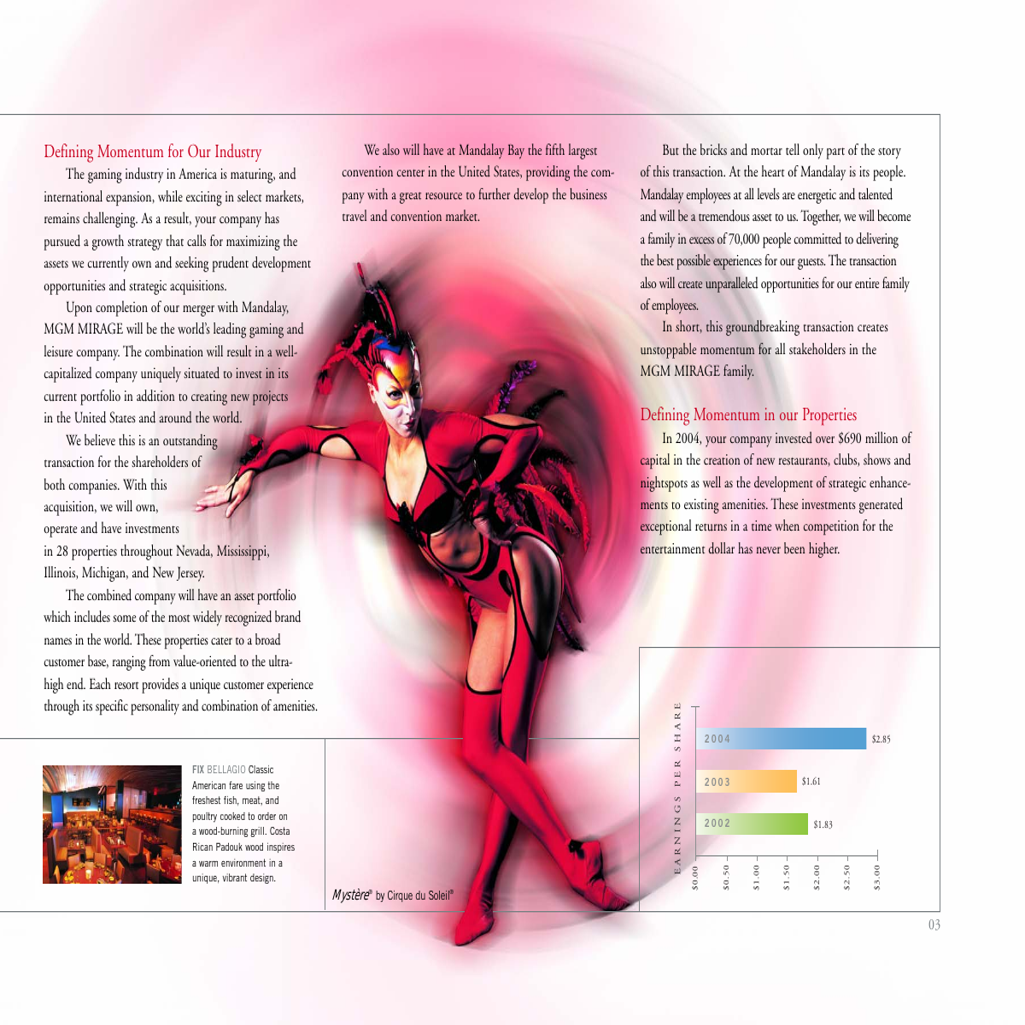 Defining Momentum for Our Industry
The gaming industry in America is maturing, and
international expansion, while exciting in select markets,
remains challenging. As a result, your company has
pursued a growth strategy that calls for maximizing the
assets we currently own and seeking prudent development
opportunities and strategic acquisitions.
Upon completion of our merger with Mandalay,
MGM MIRAGE will be the world's leading gaming and
leisure company. The combination will result in a well-
capitalized company uniquely situated to invest in its
current portfolio in addition to creating new projects
in the United States and around the world.
We believe this is an outstanding
transaction for the shareholders of
both companies. With this
acquisition, we will own,
operate and have investments
in 28 properties throughout Nevada, Mississippi,
Illinois, Michigan, and New Jersey.
The combined company will have an asset portfolio
which includes some of the most widely recognized brand
names in the world. These properties cater to a broad
customer base, ranging from value-oriented to the ultra-
high end. Each resort provides a unique customer experience
through its specific personality and combination of amenities.
We also will have at Mandalay Bay the fifth largest
convention center in the United States, providing the com-
pany with a great resource to further develop the business
travel and convention market.
But the bricks and mortar tell only part of the story
of this transaction. At the heart of Mandalay is its people.
Mandalay employees at all levels are energetic and talented
and will be a tremendous asset to us. Together, we will become
a family in excess of 70,000 people committed to delivering
the best possible experiences for our guests. The transaction
also will create unparalleled opportunities for our entire family
of employees.
In short, this groundbreaking transaction creates
unstoppable momentum for all stakeholders in the
MGM MIRAGE family.
Defining Momentum in our Properties
In 2004, your company invested over $690 million of
capital in the creation of new restaurants, clubs, shows and
nightspots as well as the development of strategic enhance-
ments to existing amenities. These investments generated
exceptional returns in a time when competition for the
entertainment dollar has never been higher.
FIX BELLAGIO Classic
American fare using the
freshest fish, meat, and
poultry cooked to order on
a wood-burning grill. Costa
Rican Padouk wood inspires
a warm environment in a
unique, vibrant design.
Mystère® by Cirque du Soleil®
EARNINGS PER SHARE
2004 $2.85
2003 $1.61
2002 $1.83
$0.00 $0.50 $1.00 $1.50 $2.00 $2.50 $3.00
03